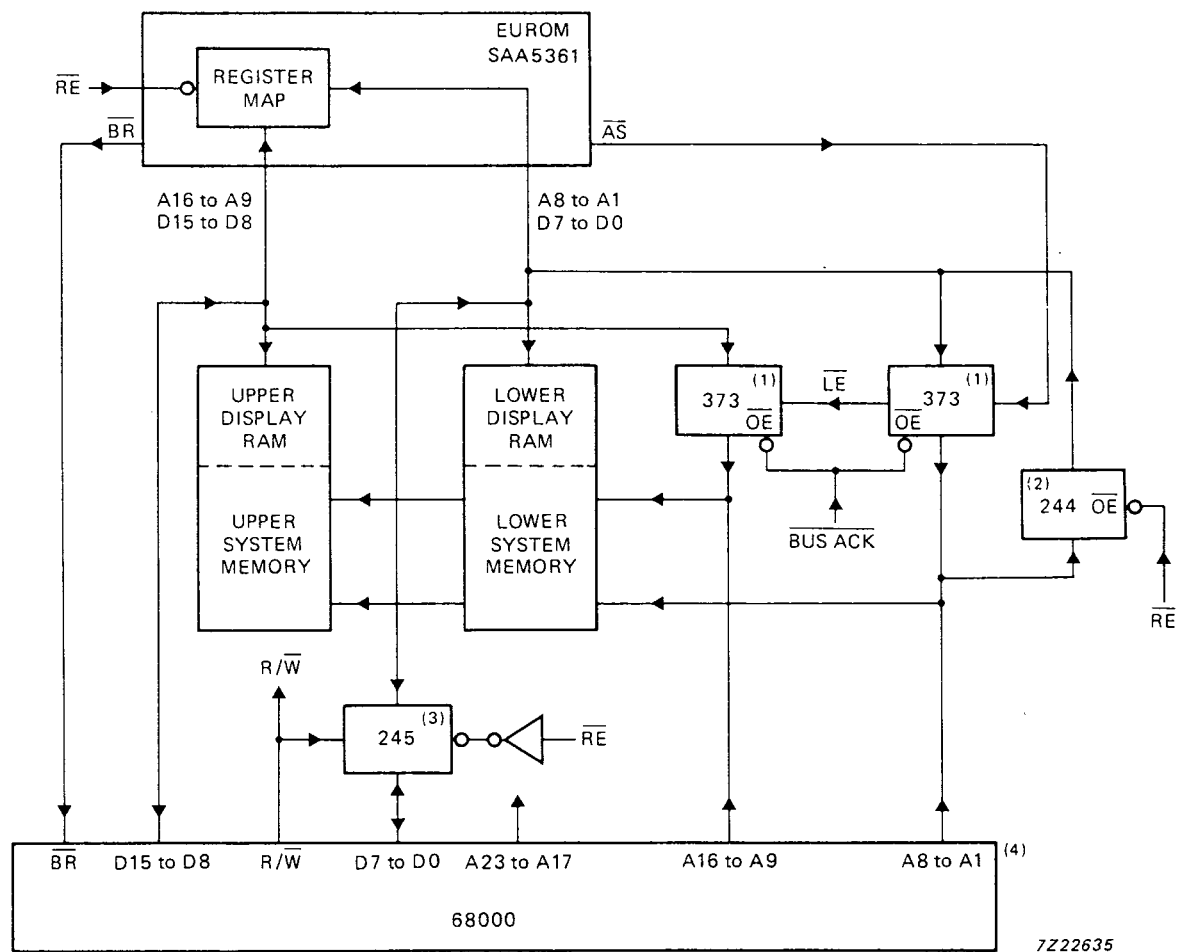 EUROM
SAA5361
REGISTER
MAP
RE
BR
AS
A16 to A9
D15 to D8
A8 to A1
D7 to D0
UPPER
DISPLAY
RAM
UPPER
SYSTEM
MEMORY
LOWER
DISPLAY
RAM
LOWER
SYSTEM
MEMORY
(1)
373
OE
LE
(1)
373
OE
BUS ACK
(2)
244 OE
RE
R/W
(3)
245
RE
BR D15 to D8 R/W D7 to D0 A23 to A17 A16 to A9 A8 to A1 (4)
68000
7Z22635